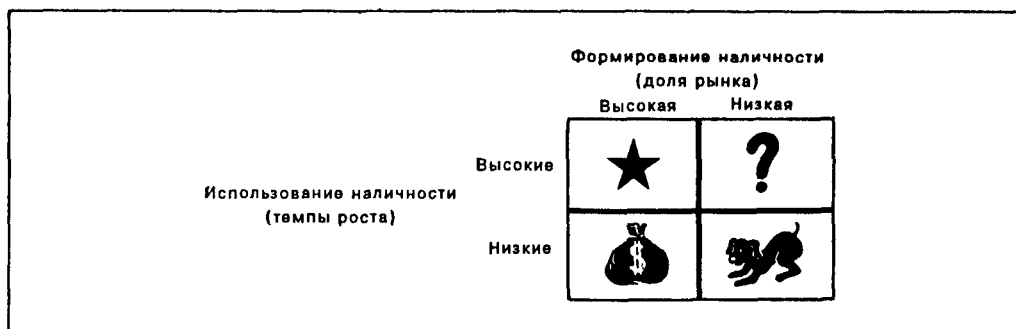 Формирование наличности
(доля рынка)
Высокая Низкая
Высокие
?
Использование наличности
(темпы роста)
Низкие
$